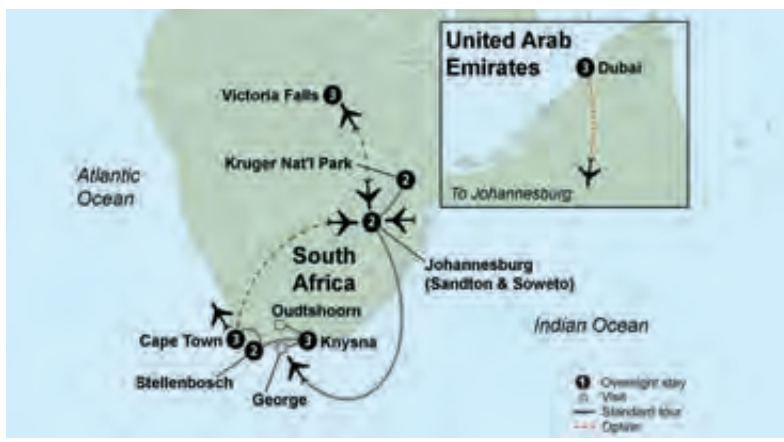 United Arab
Emirates
3 Dubai
To Johannesburg
Victoria Falls 3
Kruger Nat'l Park
2
Atlantic
Ocean
2
South
Africa
Johannesburg
(Sandton & Soweto)
Oudtshoorn
Indian Ocean
Cape Town 3
3 Knysna
2
Stellenbosch
George
1 Overnight stay
Visit
Standard tour
Option